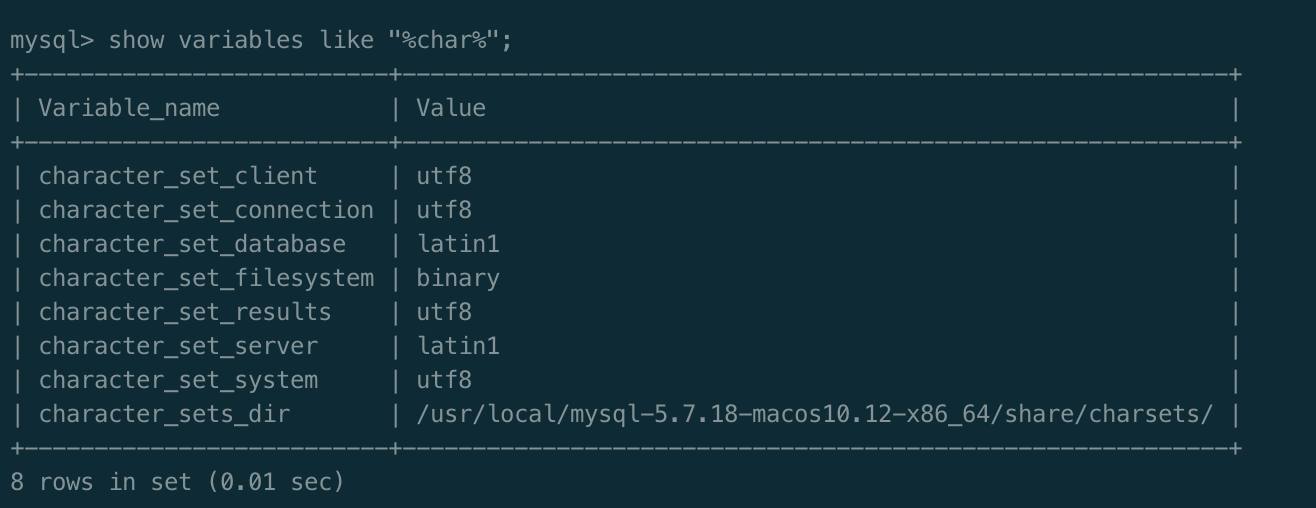 mysql> show variables like "%char%";
+--------------------------+-----------------------------------------------------------+
| Variable_name            | Value                                                     |
+--------------------------+-----------------------------------------------------------+
| character_set_client     | utf8                                                      |
| character_set_connection | utf8                                                      |
| character_set_database   | latin1                                                    |
| character_set_filesystem | binary                                                    |
| character_set_results    | utf8                                                      |
| character_set_server     | latin1                                                    |
| character_set_system     | utf8                                                      |
| character_sets_dir       | /usr/local/mysql-5.7.18-macos10.12-x86_64/share/charsets/ |
+--------------------------+-----------------------------------------------------------+
8 rows in set (0.01 sec)